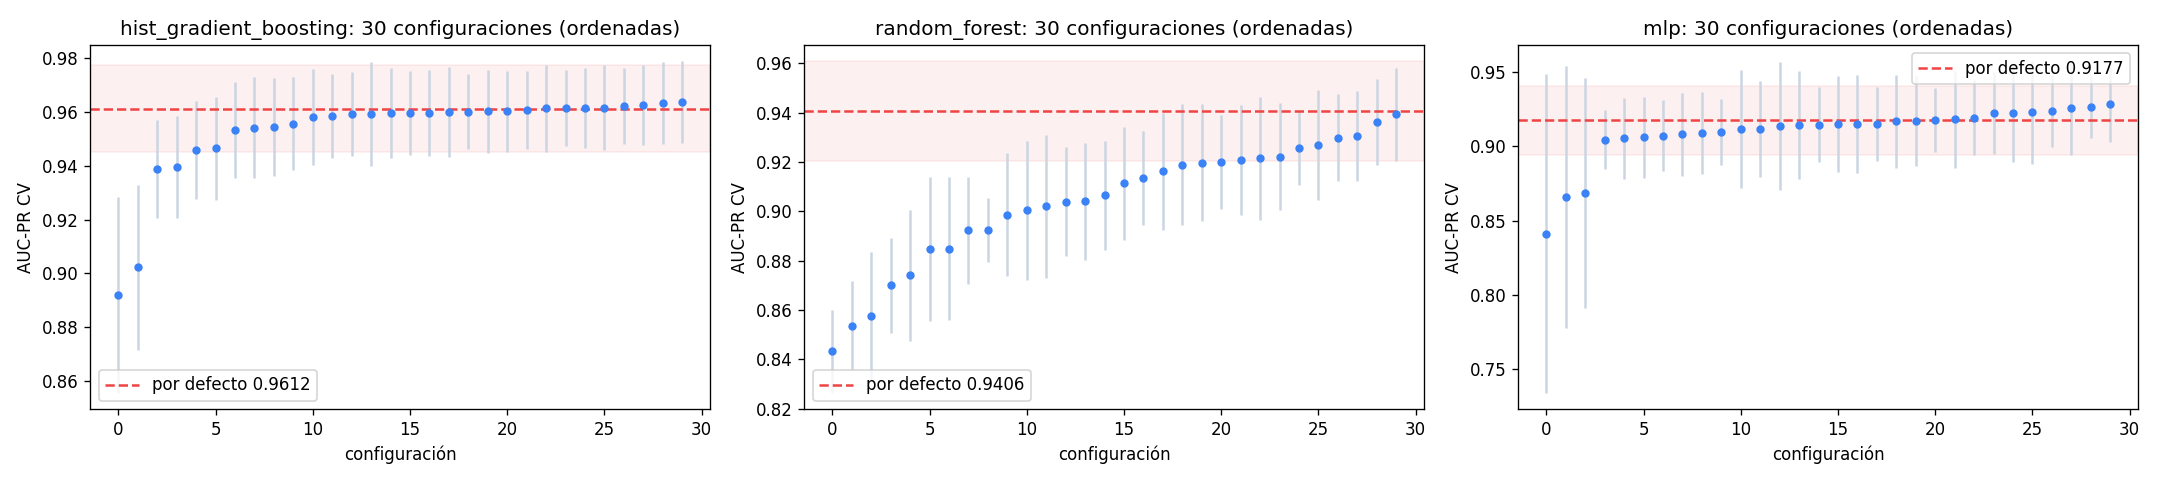 hist_gradient_boosting: 30 configuraciones (ordenadas)
AUC-PR CV
0.98
0.96
0.94
0.92
0.90
0.88
0.86
por defecto 0.9612
0 5 10 15 20 25 30
configuración
random_forest: 30 configuraciones (ordenadas)
AUC-PR CV
0.96
0.94
0.92
0.90
0.88
0.86
0.84
0.82
por defecto 0.9406
0 5 10 15 20 25 30
configuración
mlp: 30 configuraciones (ordenadas)
AUC-PR CV
por defecto 0.9177
0.95
0.90
0.85
0.80
0.75
0 5 10 15 20 25 30
configuración